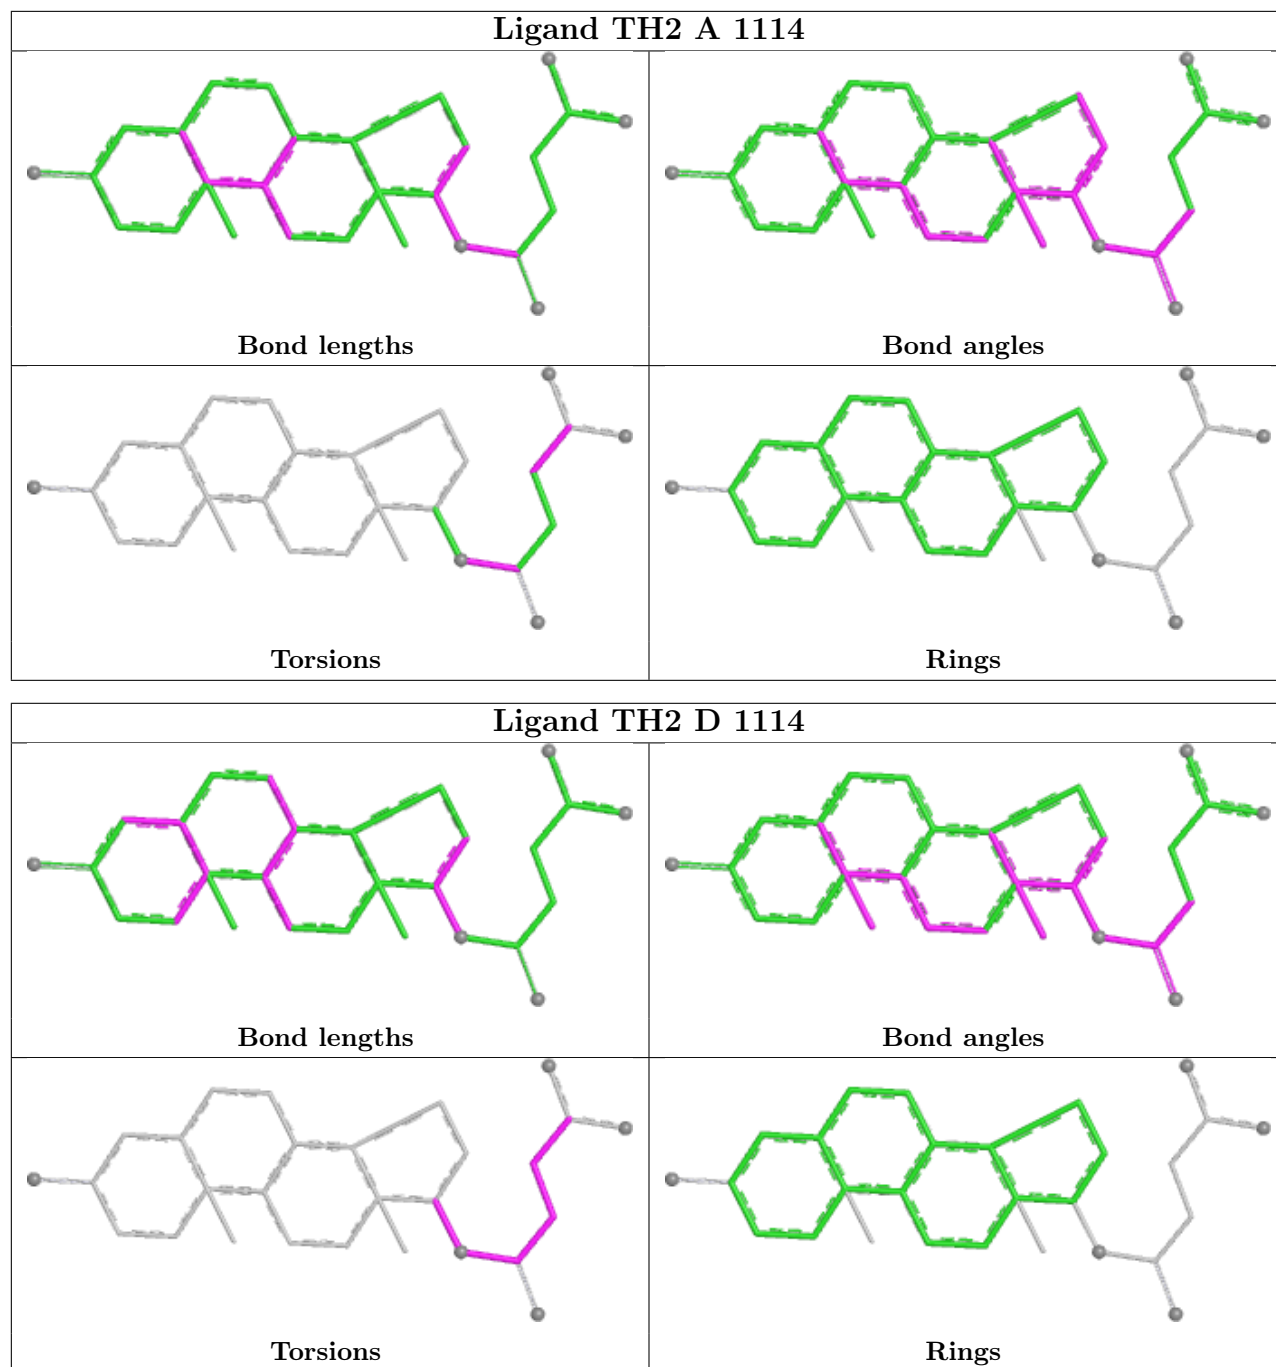 Ligand TH2 A 1114
Bond lengths
Bond angles
Torsions
Rings
Ligand TH2 D 1114
Bond lengths
Bond angles
Torsions
Rings